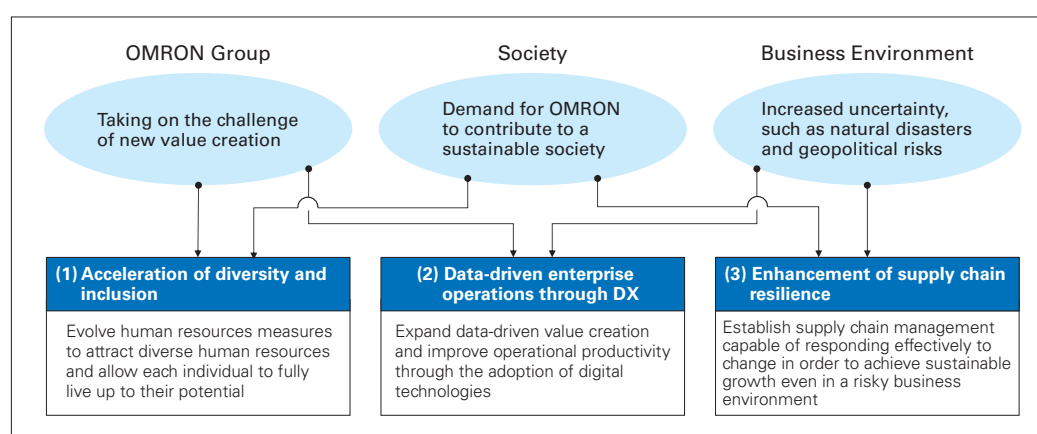 OMRON Group
Taking on the challenge
of new value creation
Society
Demand for OMRON
to contribute to a
sustainable society
Business Environment
Increased uncertainty,
such as natural disasters
and geopolitical risks
(1) Acceleration of diversity and
inclusion
Evolve human resources measures
to attract diverse human resources
and allow each individual to fully
live up to their potential
(2) Data-driven enterprise
operations through DX
Expand data-driven value creation
and improve operational productivity
through the adoption of digital
technologies
(3) Enhancement of supply chain
resilience
Establish supply chain management
capable of responding effectively to
change in order to achieve sustainable
growth even in a risky business
environment